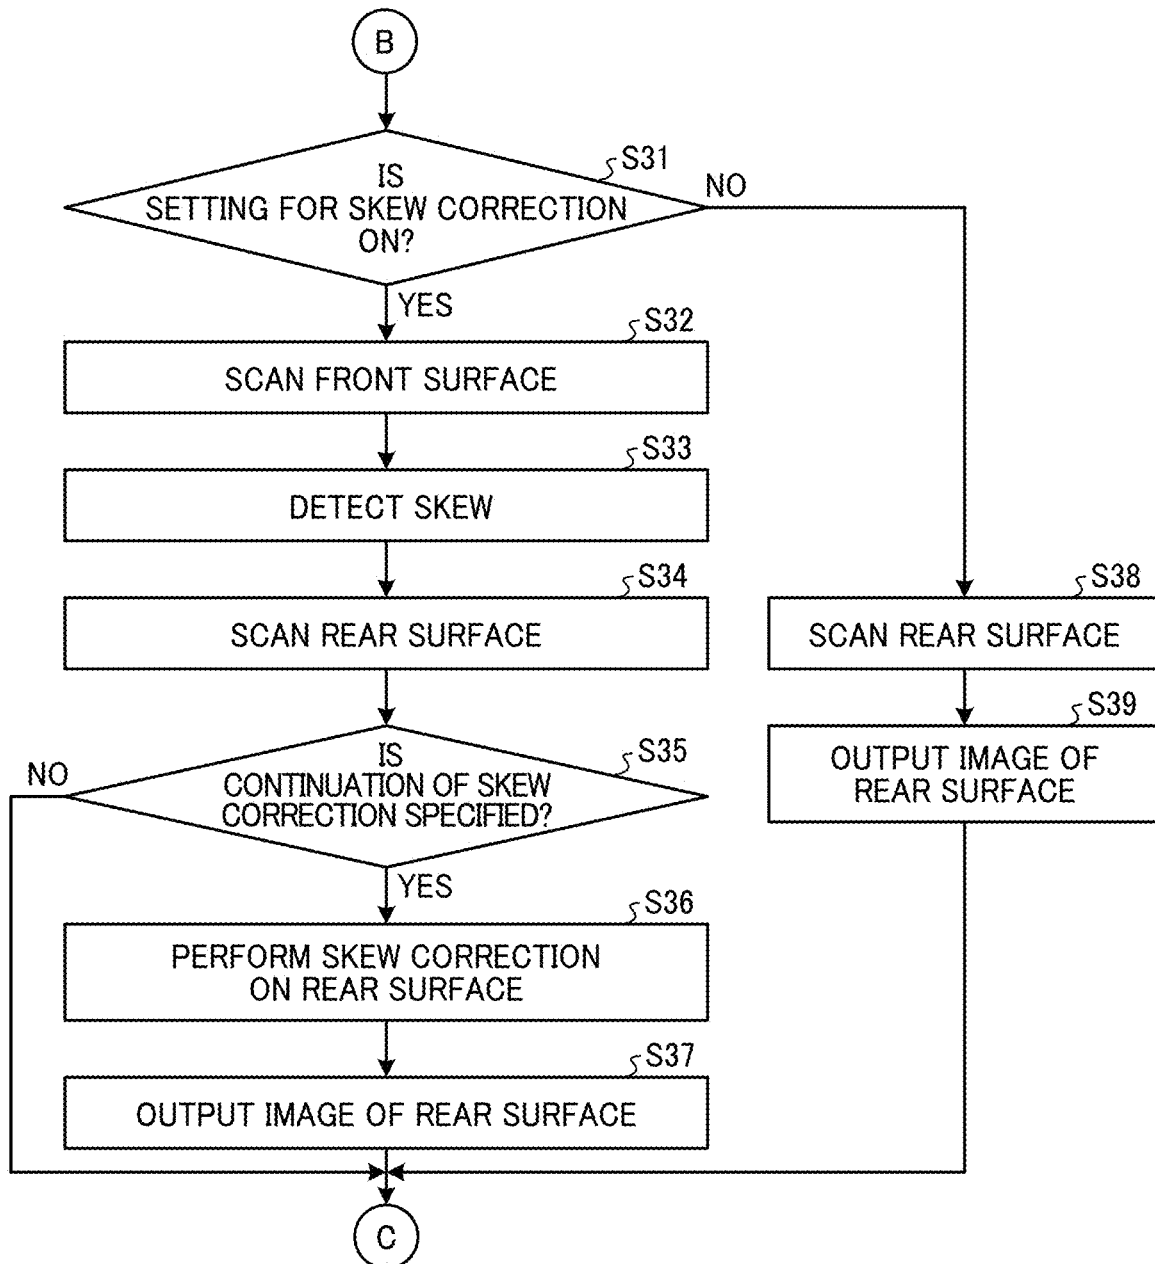 B
S31
IS
SETTING FOR SKEW CORRECTION
ON?
NO
YES
S32
SCAN FRONT SURFACE
S33
DETECT SKEW
S34
SCAN REAR SURFACE
S38
SCAN REAR SURFACE
S39
OUTPUT IMAGE OF
REAR SURFACE
S35
IS
CONTINUATION OF SKEW
CORRECTION SPECIFIED?
NO
YES
S36
PERFORM SKEW CORRECTION
ON REAR SURFACE
S37
OUTPUT IMAGE OF REAR SURFACE
C